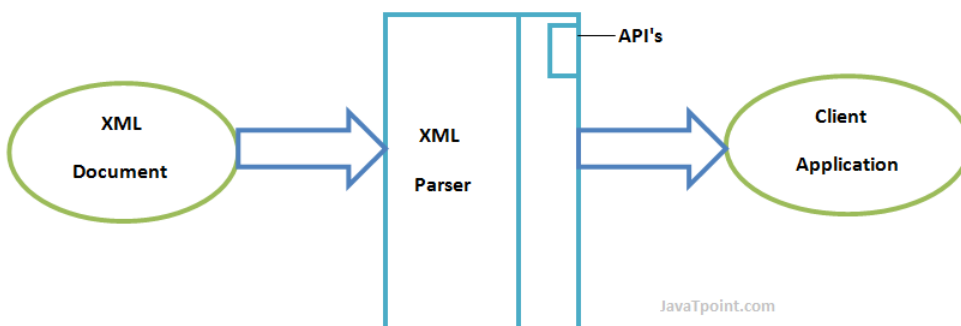 XML
Document
XML
Parser
API's
Client
Application
JavaTpoint.com